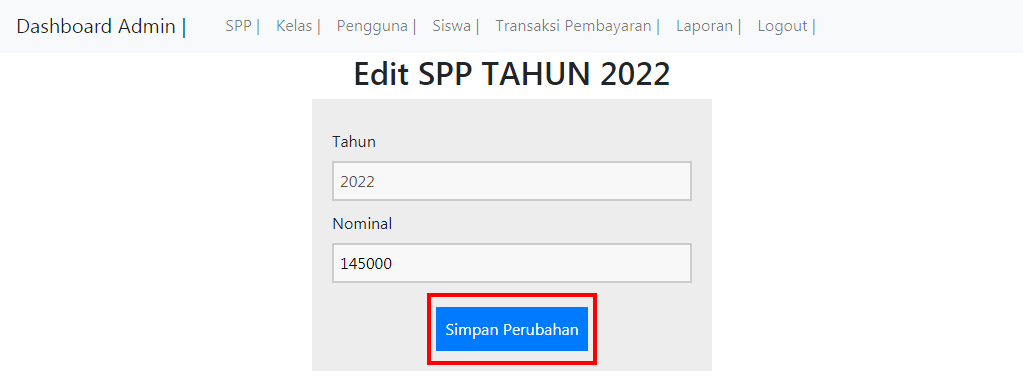 Dashboard Admin | SPP | Kelas | Pengguna | Siswa | Transaksi Pembayaran | Laporan | Logout |
Edit SPP TAHUN 2022
Tahun
2022
Nominal
145000
Simpan Perubahan